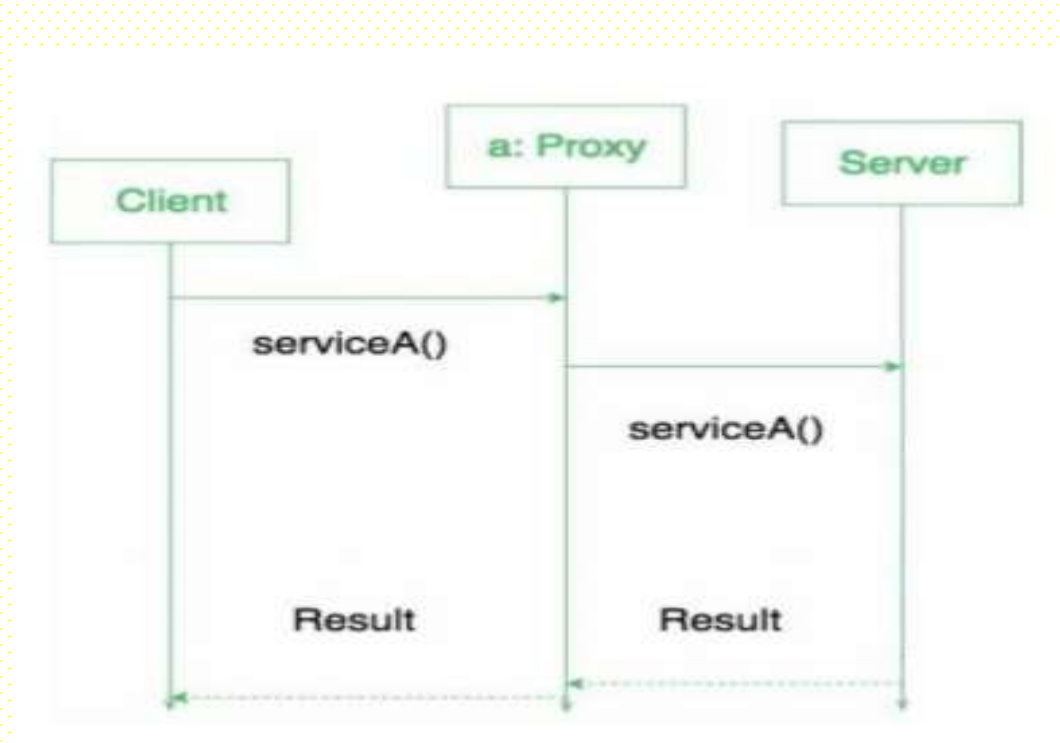 a: Proxy
Server
Client
serviceA()
serviceA()
Result
Result